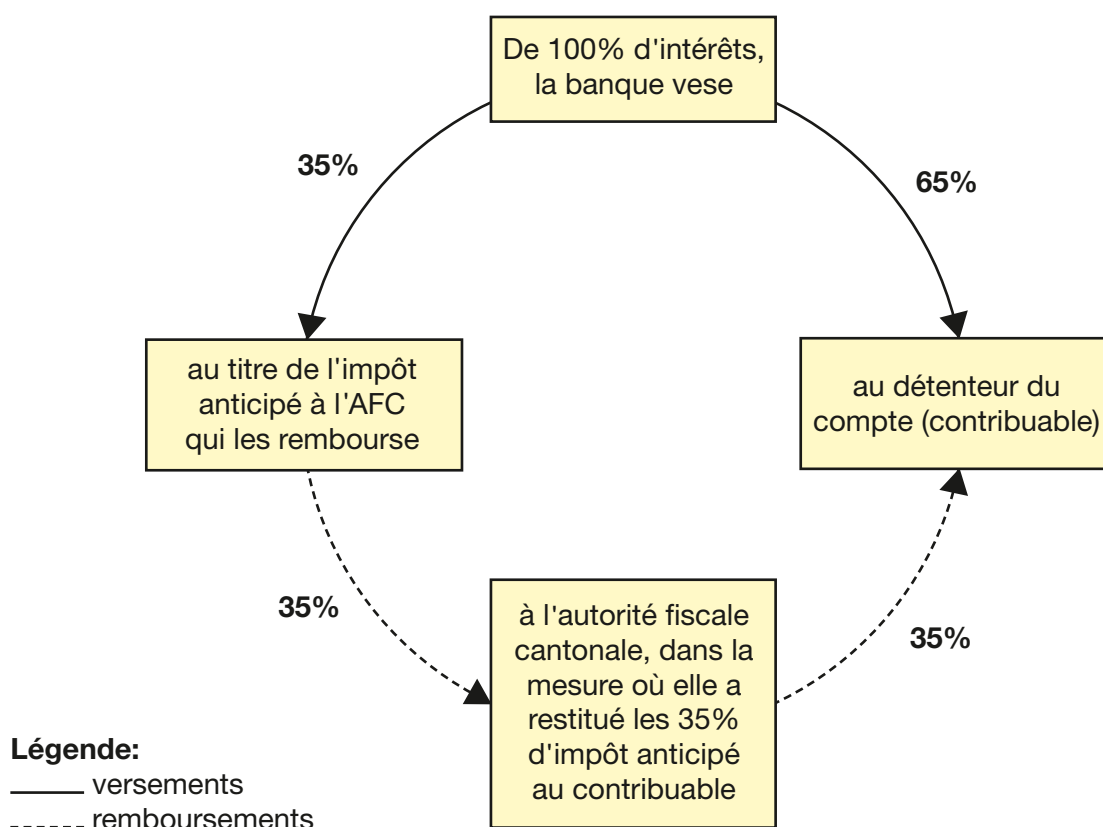 De 100% d'intérêts,
la banque vese
35%
65%
au titre de l'impôt
anticipé à l'AFC
qui les rembourse
au détenteur du
compte (contribuable)
35%
35%
à l'autorité fiscale
cantonale, dans la
mesure où elle a
restitué les 35%
d'impôt anticipé
au contribuable
Légende:
versements
remboursements